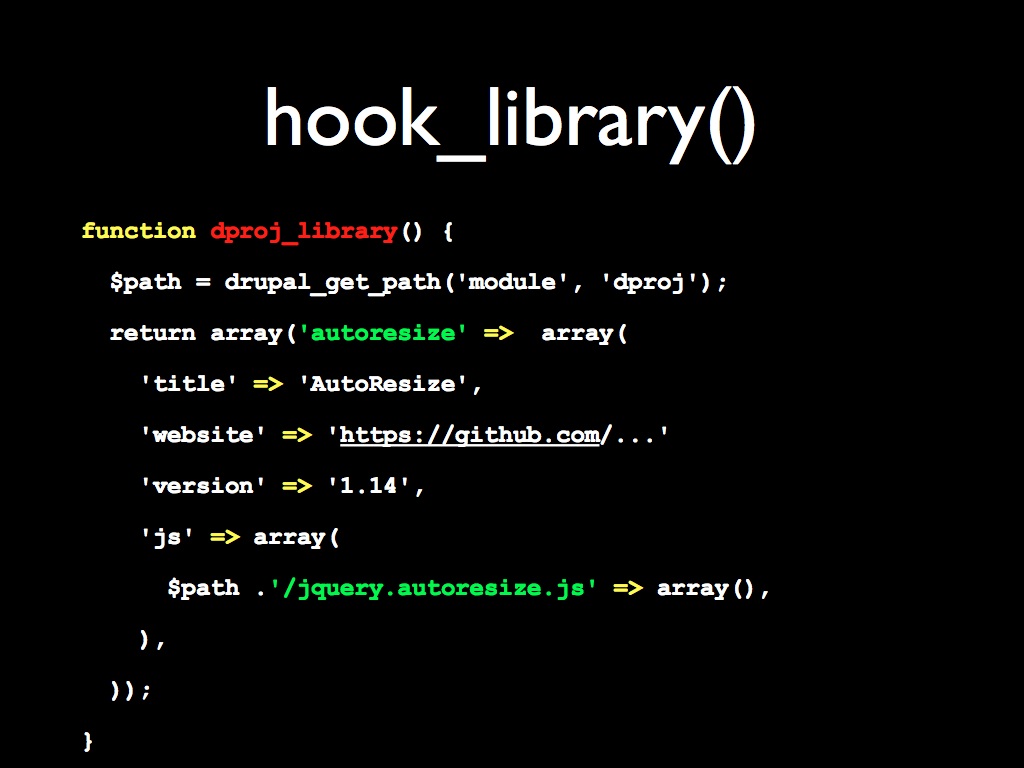 hook_library()
function dproj_library() {
$path = drupal_get_path('module', 'dproj');
return array('autoresize' =>  array(
'title' => 'AutoResize',
'website' => 'https://github.com/...'
'version' => '1.14',
'js' => array(
$path .'/jquery.autoresize.js' => array(),
),
));
}